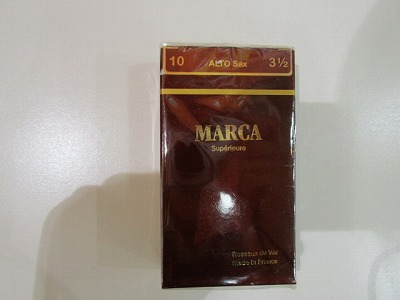 10 ALTO Sax 3½
MARCA
Supérieure
Roseaux du Var
Made in France